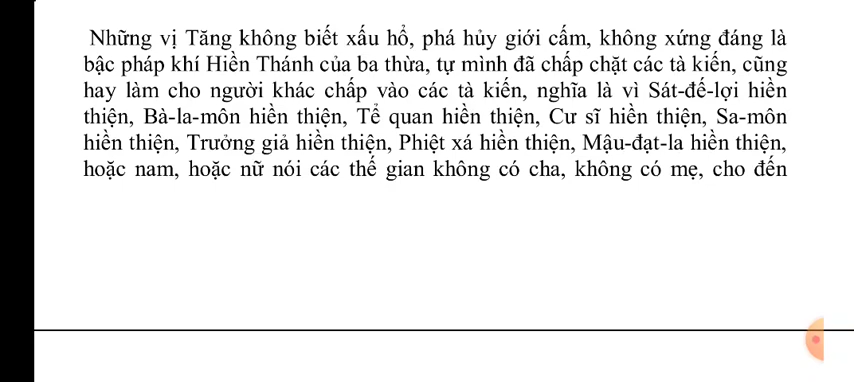 Những vị Tăng không biết xấu hổ, phá hủy giới cấm, không xứng đáng là
bậc pháp khí Hiền Thánh của ba thừa, tự mình đã chấp chặt các tà kiến, cũng
hay làm cho người khác chấp vào các tà kiến, nghĩa là vì Sát-đế-lợi hiền
thiện, Bà-la-môn hiền thiện, Tể quan hiền thiện, Cư sĩ hiền thiện, Sa-môn
hiền thiện, Trưởng giả hiền thiện, Phiệt xá hiền thiện, Mậu-đạt-la hiền thiện,
hoặc nam, hoặc nữ nói các thế gian không có cha, không có mẹ, cho đến